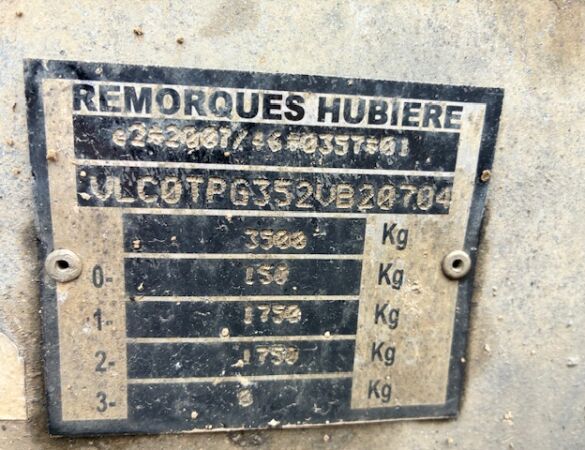 REMORQUES HUBIERE
e2*2007/46*0357*01
VLC0TPG352VB20704
3500 Kg
0- 150 Kg
1- 1750 Kg
2- 1750 Kg
3- 0 Kg